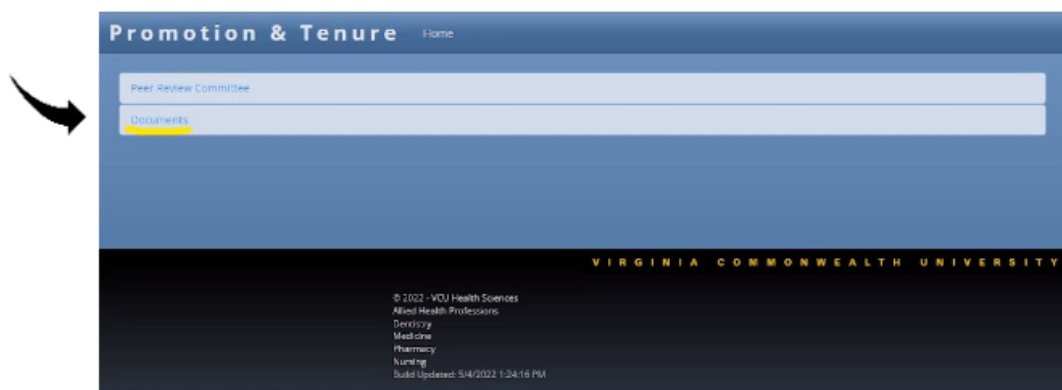 Promotion & Tenure Home
Peer Review Committee
Documents
VIRGINIA COMMONWEALTH UNIVERSITY
© 2022 - VCU Health Sciences
Allied Health Professions
Dentistry
Medicine
Pharmacy
Nursing
Build Updated: 5/4/2022 1:24:16 PM